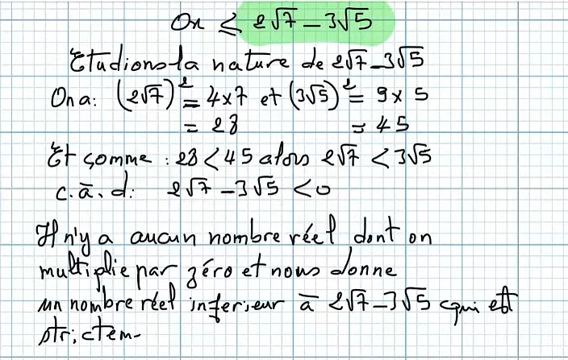 0x ≤ 2√7 - 3√5
Etudions-la nature de 2√7 - 3√5
On a: (2√7)² = 4 × 7 et (3√5)² = 9 × 5
= 28 = 45
Et comme : 28 < 45 alors 2√7 < 3√5
c.à.d: 2√7 - 3√5 < 0
Il n'y a aucun nombre réel dont on
multiplie par zéro et nous donne
un nombre réel inferieur à 2√7 - 3√5 qui est
strictem-